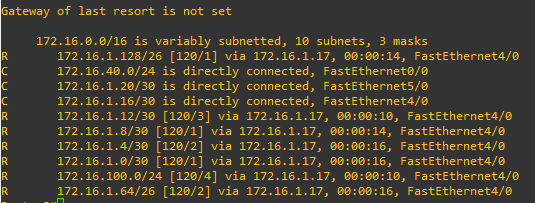 Gateway of last resort is not set
172.16.0.0/16 is variably subnetted, 10 subnets, 3 masks
R 172.16.1.128/26 [120/1] via 172.16.1.17, 00:00:14, FastEthernet4/0
C 172.16.40.0/24 is directly connected, FastEthernet0/0
C 172.16.1.20/30 is directly connected, FastEthernet5/0
C 172.16.1.16/30 is directly connected, FastEthernet4/0
R 172.16.1.12/30 [120/3] via 172.16.1.17, 00:00:10, FastEthernet4/0
R 172.16.1.8/30 [120/1] via 172.16.1.17, 00:00:14, FastEthernet4/0
R 172.16.1.4/30 [120/2] via 172.16.1.17, 00:00:16, FastEthernet4/0
R 172.16.1.0/30 [120/1] via 172.16.1.17, 00:00:16, FastEthernet4/0
R 172.16.100.0/24 [120/4] via 172.16.1.17, 00:00:10, FastEthernet4/0
R 172.16.1.64/26 [120/2] via 172.16.1.17, 00:00:16, FastEthernet4/0